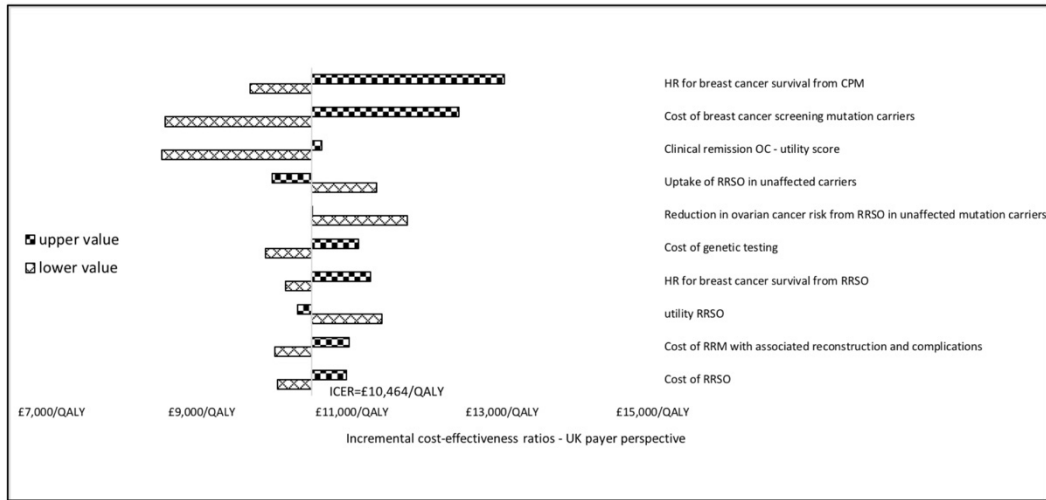 HR for breast cancer survival from CPM
Cost of breast cancer screening mutation carriers
Clinical remission OC - utility score
Uptake of RRSO in unaffected carriers
Reduction in ovarian cancer risk from RRSO in unaffected mutation carriers
upper value
Cost of genetic testing
lower value
HR for breast cancer survival from RRSO
utility RRSO
Cost of RRM with associated reconstruction and complications
Cost of RRSO
ICER=£10,464/QALY
£7,000/QALY £9,000/QALY £11,000/QALY £13,000/QALY £15,000/QALY
Incremental cost-effectiveness ratios - UK payer perspective